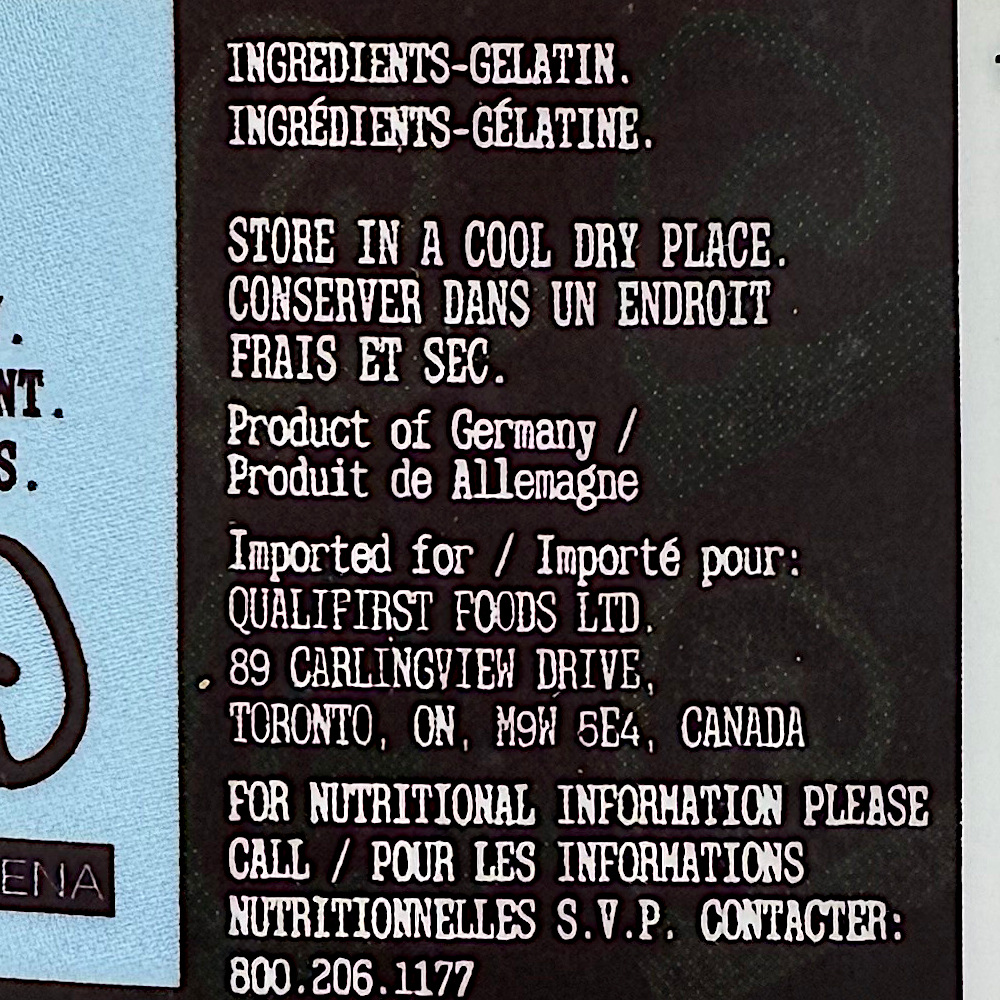 INGREDIENTS-GELATIN.
INGRÉDIENTS-GÉLATINE.
STORE IN A COOL DRY PLACE.
CONSERVER DANS UN ENDROIT
FRAIS ET SEC.
Product of Germany /
Produit de Allemagne
Imported for / Importé pour:
QUALIFIRST FOODS LTD.
89 CARLINGVIEW DRIVE,
TORONTO, ON, M9W 5E4, CANADA
FOR NUTRITIONAL INFORMATION PLEASE
CALL / POUR LES INFORMATIONS
NUTRITIONNELLES S.V.P. CONTACTER:
800.206.1177